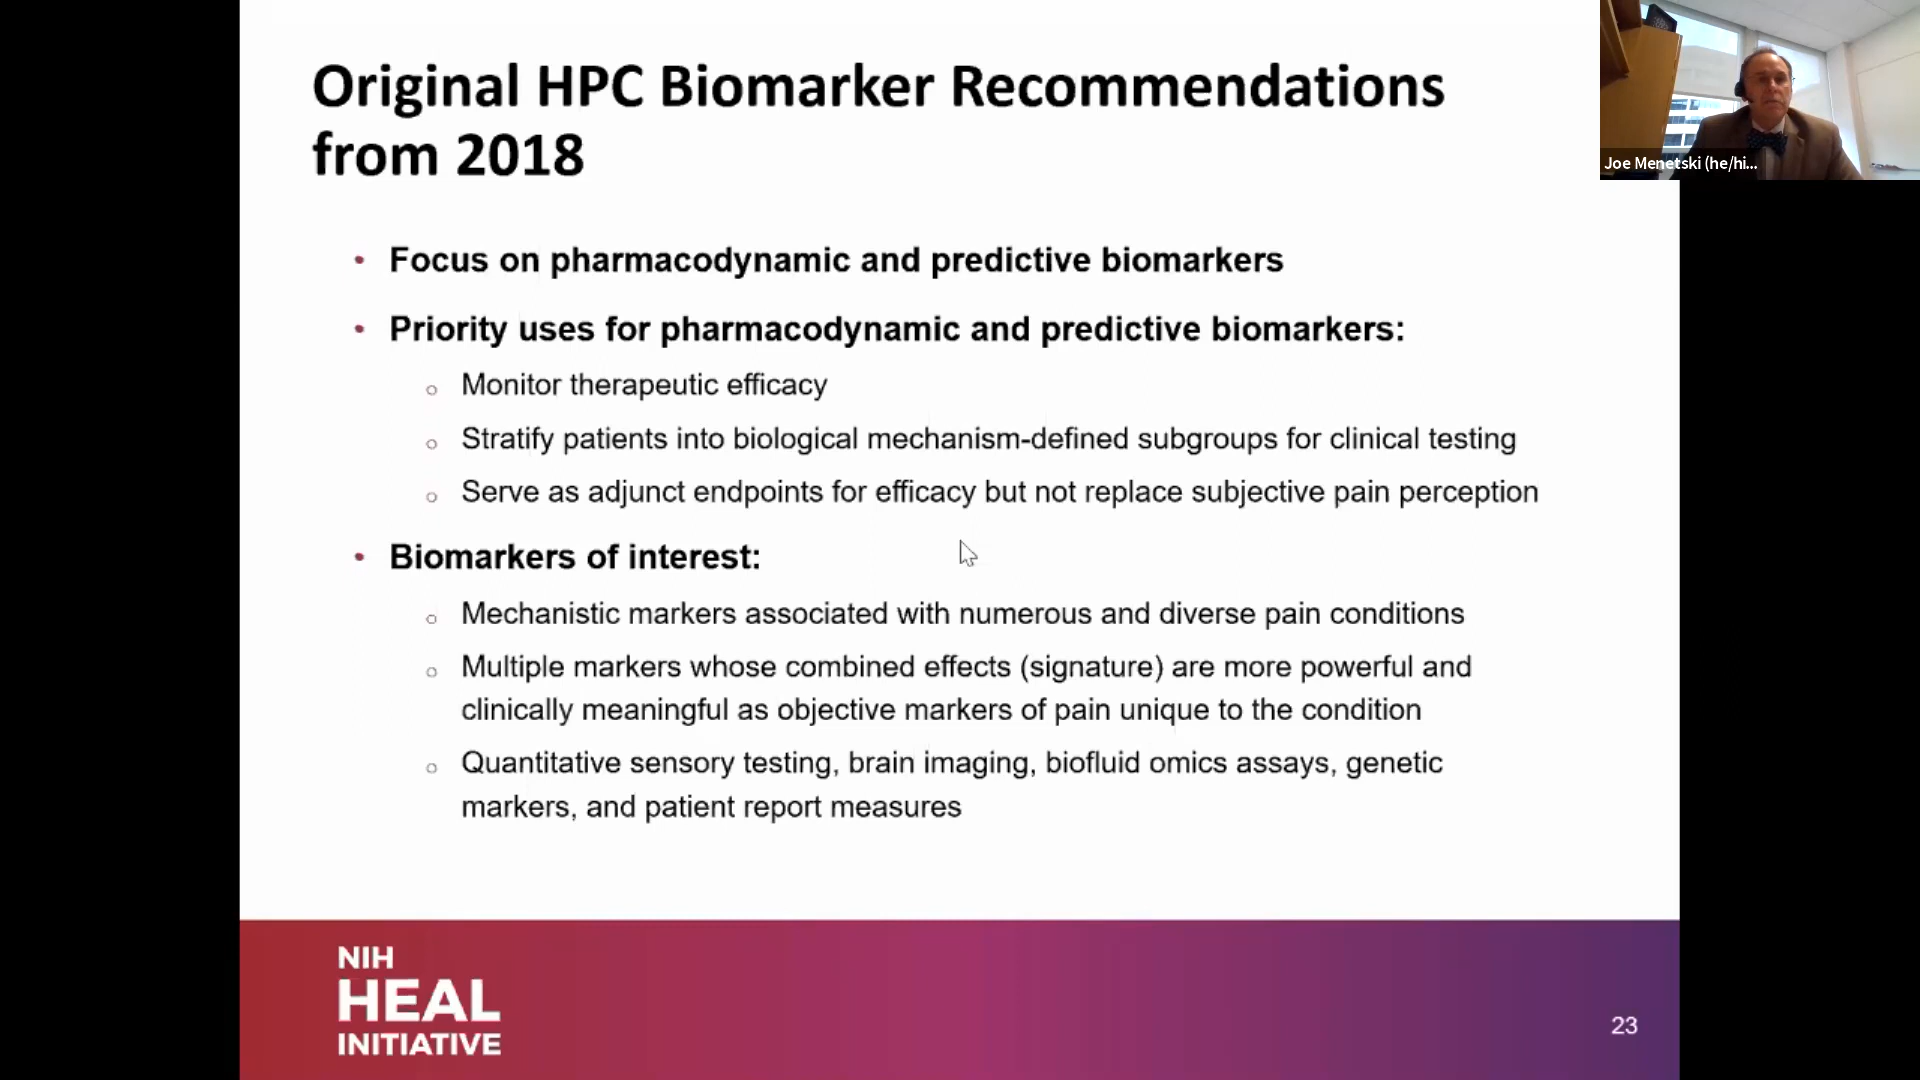 Original HPC Biomarker Recommendations
from 2018
Joe Menetski (he/hi...
• Focus on pharmacodynamic and predictive biomarkers
• Priority uses for pharmacodynamic and predictive biomarkers:
○ Monitor therapeutic efficacy
○ Stratify patients into biological mechanism-defined subgroups for clinical testing
○ Serve as adjunct endpoints for efficacy but not replace subjective pain perception
• Biomarkers of interest:
○ Mechanistic markers associated with numerous and diverse pain conditions
○ Multiple markers whose combined effects (signature) are more powerful and
clinically meaningful as objective markers of pain unique to the condition
○ Quantitative sensory testing, brain imaging, biofluid omics assays, genetic
markers, and patient report measures
NIH
HEAL
INITIATIVE
23